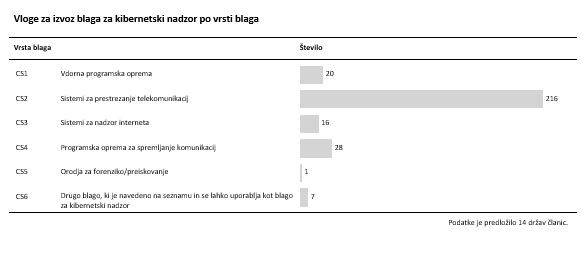 Vloge za izvoz blaga za kibernetski nadzor po vrsti blaga
Vrsta blaga Število
CS1 Vdorna programska oprema 20
CS2 Sistemi za prestrezanje telekomunikacij 216
CS3 Sistemi za nadzor interneta 16
CS4 Programska oprema za spremljanje komunikacij 28
CS5 Orodja za forenziko/preiskovanje 1
CS6 Drugo blago, ki je navedeno na seznamu in se lahko uporablja kot blago 7
za kibernetski nadzor
Podatke je predložilo 14 držav članic.